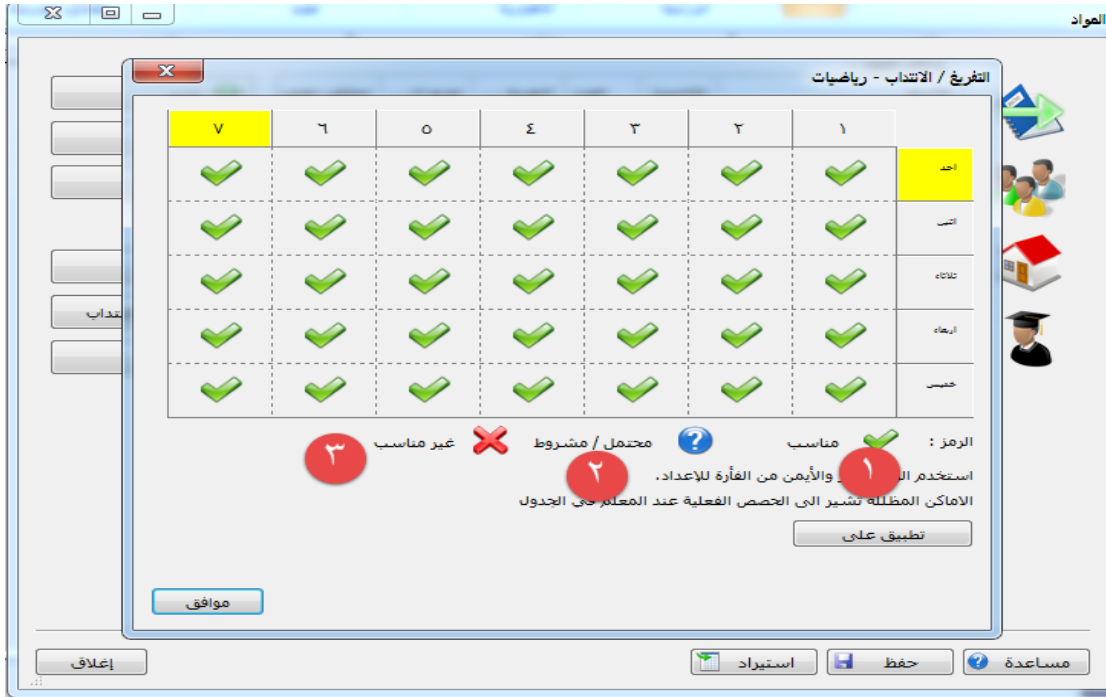 المواد
التفريغ / الانتداب - رياضيات
١ ٢ ٣ ٤ ٥ ٦ ٧
احد
اثنين
ثلاثاء
اربعاء
خميس
الرمز : مناسب محتمل / مشروط غير مناسب
١ ٢ ٣
استخدم والأيمن من الفأرة للإعداد.
الاماكن المظللة تشير الى الحصص الفعلية عند المعلم في الجدول
تطبيق على
موافق
مساعدة حفظ استيراد إغلاق